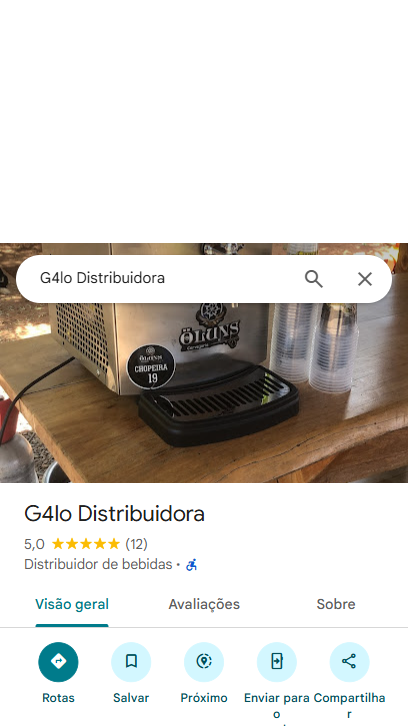 G4lo Distribuidora
ÖLUNS
CHOPEIRA
19
G4lo Distribuidora
5,0 (12)
Distribuidor de bebidas ·
Visão geral
Avaliações
Sobre
Rotas
Salvar
Próximo
Enviar para o
Compartilhar